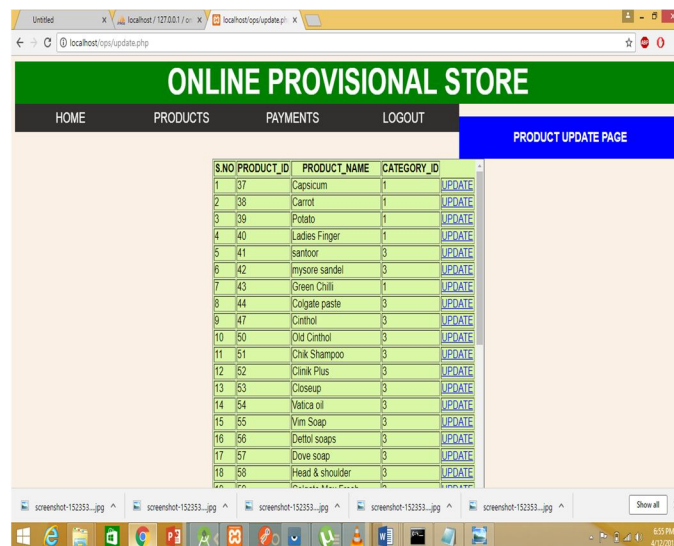 Untitled
localhost / 127.0.0.1 / o
localhost/ops/update.p
localhost/ops/update.php
ONLINE PROVISIONAL STORE
HOME PRODUCTS PAYMENTS LOGOUT
PRODUCT UPDATE PAGE
S.NO PRODUCT_ID PRODUCT_NAME CATEGORY_ID
1 37 Capsicum 1 UPDATE
2 38 Carrot 1 UPDATE
3 39 Potato 1 UPDATE
4 40 Ladies Finger 1 UPDATE
5 41 santoor 3 UPDATE
6 42 mysore sandel 3 UPDATE
7 43 Green Chilli 1 UPDATE
8 44 Colgate paste 3 UPDATE
9 47 Cinthol 3 UPDATE
10 50 Old Cinthol 3 UPDATE
11 51 Chik Shampoo 3 UPDATE
12 52 Clinik Plus 3 UPDATE
13 53 Closeup 3 UPDATE
14 54 Vatica oil 3 UPDATE
15 55 Vim Soap 3 UPDATE
16 56 Dettol soaps 3 UPDATE
17 57 Dove soap 3 UPDATE
18 58 Head & shoulder 3 UPDATE
screenshot-152353....jpg screenshot-152353....jpg screenshot-152353....jpg screenshot-152353....jpg screenshot-152353....jpg Show all
6:55 PM